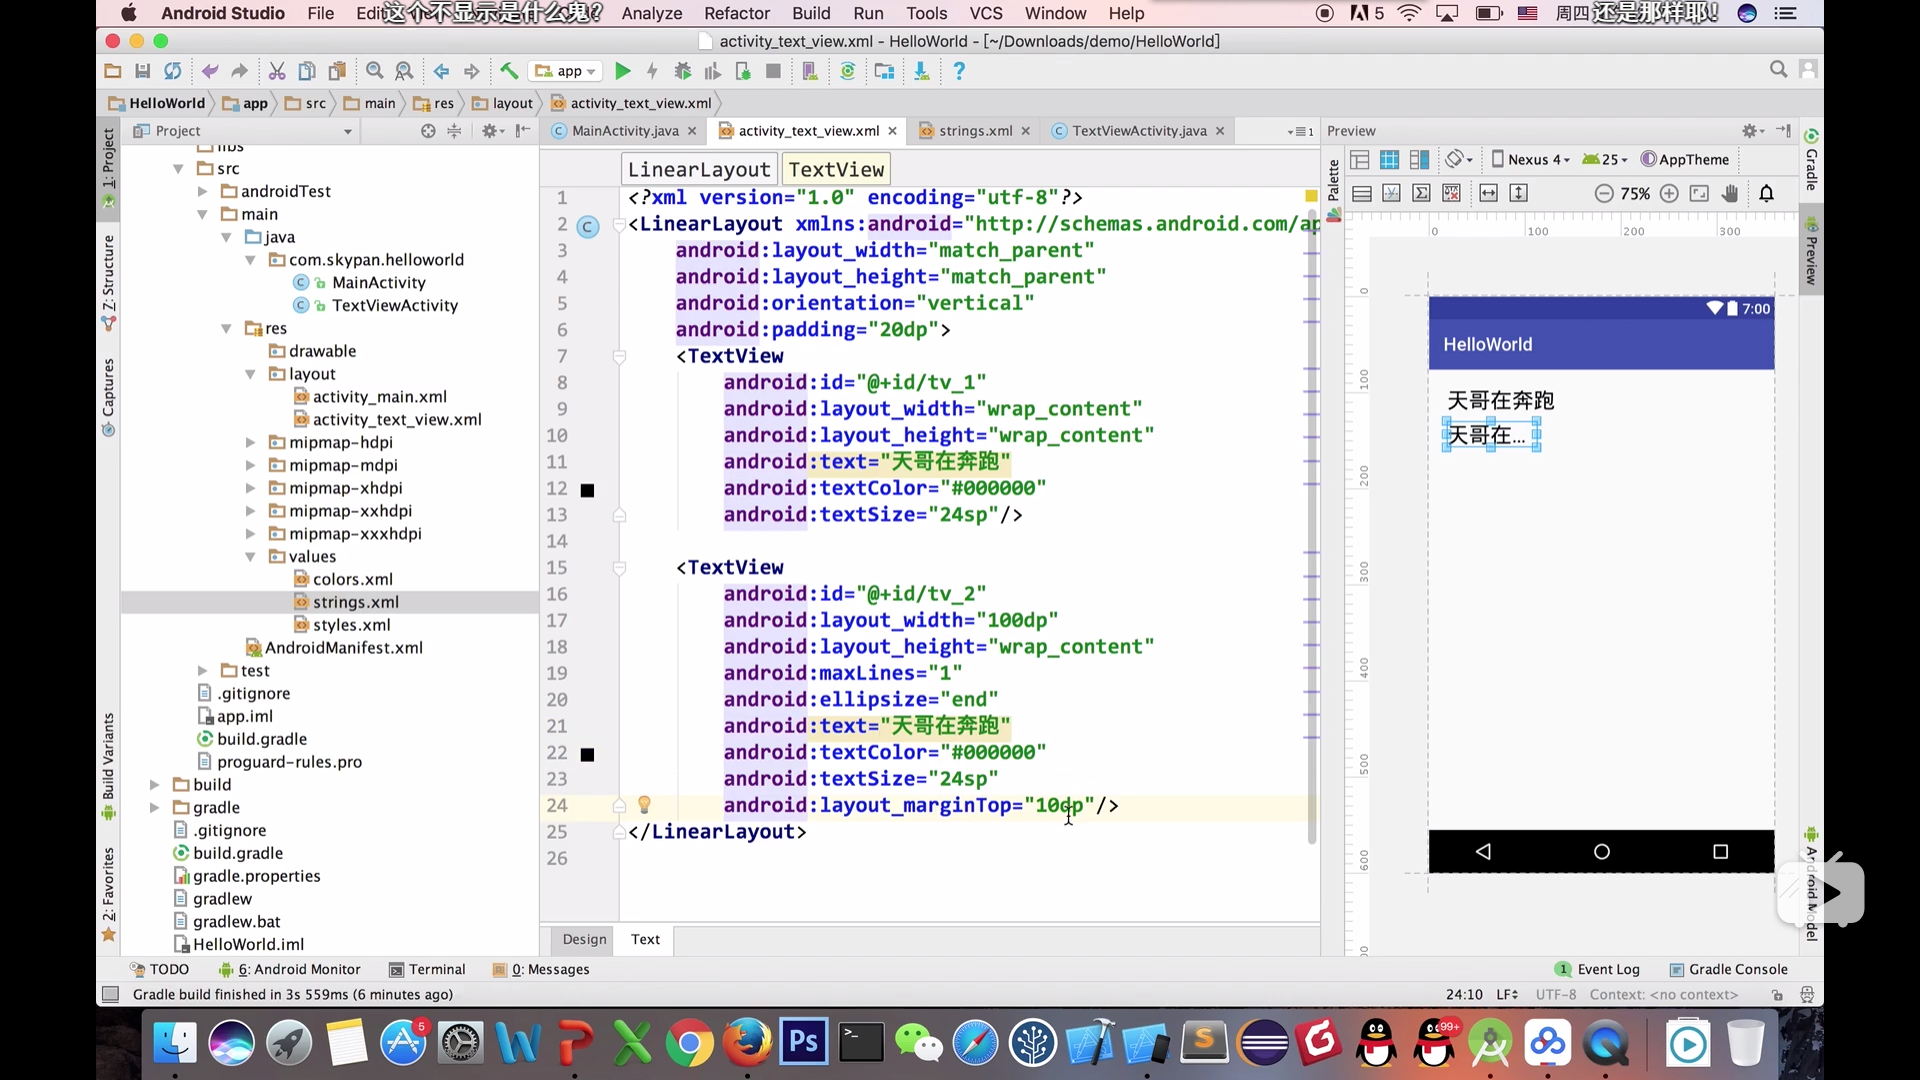 Android Studio File Edit Analyze Refactor Build Run Tools VCS Window Help 5 周四
这个不显示是什么鬼？
还是那样耶！
activity_text_view.xml - HelloWorld - [~/Downloads/demo/HelloWorld]
app
HelloWorld app src main res layout activity_text_view.xml
Project
MainActivity.java activity_text_view.xml strings.xml TextViewActivity.java 1
Preview
1: Project
Z: Structure
Captures
Build Variants
2: Favorites
libs
src
androidTest
main
java
com.skypan.helloworld
MainActivity
TextViewActivity
res
drawable
layout
activity_main.xml
activity_text_view.xml
mipmap-hdpi
mipmap-mdpi
mipmap-xhdpi
mipmap-xxhdpi
mipmap-xxxhdpi
values
colors.xml
strings.xml
styles.xml
AndroidManifest.xml
test
.gitignore
app.iml
build.gradle
proguard-rules.pro
build
gradle
.gitignore
build.gradle
gradle.properties
gradlew
gradlew.bat
HelloWorld.iml
LinearLayout TextView
1 <?xml version="1.0" encoding="utf-8"?>
2 <LinearLayout xmlns:android="http://schemas.android.com/ap
3 android:layout_width="match_parent"
4 android:layout_height="match_parent"
5 android:orientation="vertical"
6 android:padding="20dp">
7 <TextView
8 android:id="@+id/tv_1"
9 android:layout_width="wrap_content"
10 android:layout_height="wrap_content"
11 android:text="天哥在奔跑"
12 android:textColor="#000000"
13 android:textSize="24sp"/>
14
15 <TextView
16 android:id="@+id/tv_2"
17 android:layout_width="100dp"
18 android:layout_height="wrap_content"
19 android:maxLines="1"
20 android:ellipsize="end"
21 android:text="天哥在奔跑"
22 android:textColor="#000000"
23 android:textSize="24sp"
24 android:layout_marginTop="10dp"/>
25 </LinearLayout>
26
Design Text
Palette
Nexus 4 25 AppTheme
75%
0 100 200 300
0
100
200
300
400
500
600
7:00
HelloWorld
天哥在奔跑
天哥在...
Gradle
Preview
Android Model
TODO 6: Android Monitor Terminal 0: Messages 1 Event Log Gradle Console
Gradle build finished in 3s 559ms (6 minutes ago) 24:10 LF UTF-8 Context: <no context>
5
Ps
99+